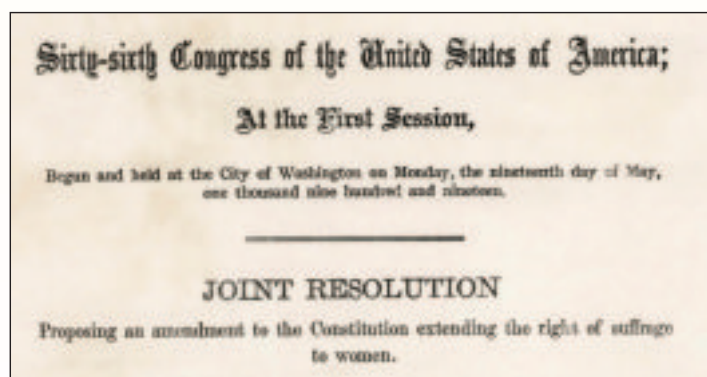 Sixty-sixth Congress of the United States of America;
At the First Session,
Begun and held at the City of Washington on Monday, the nineteenth day of May,
one thousand nine hundred and nineteen.
JOINT RESOLUTION
Proposing an amendment to the Constitution extending the right of suffrage
to women.